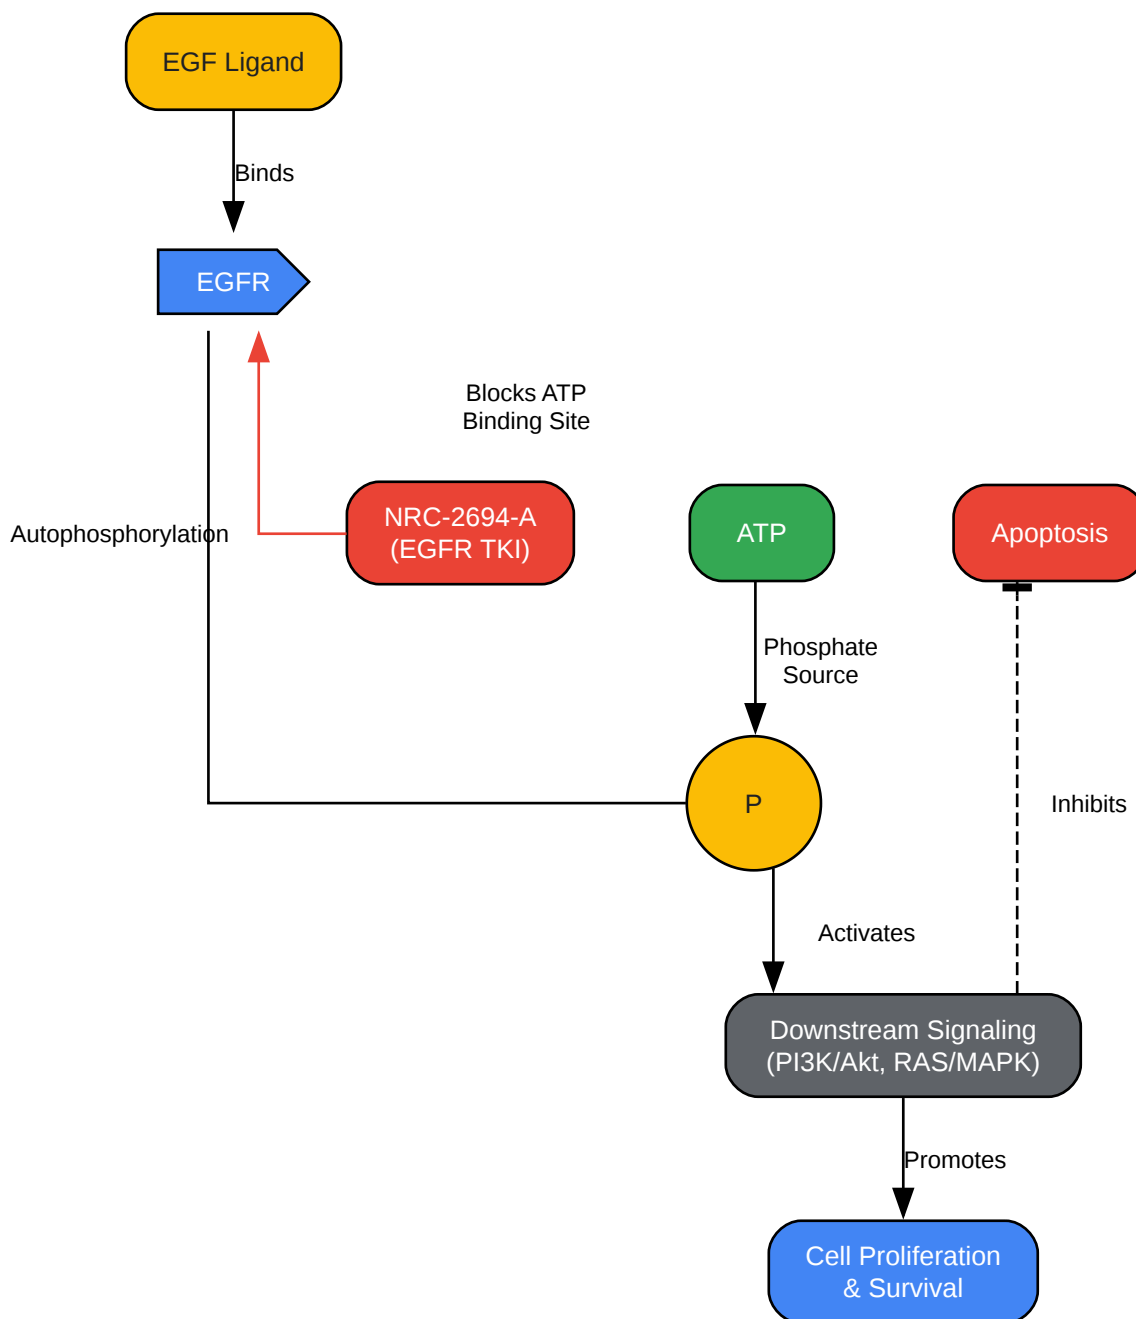 EGF Ligand
Binds
EGFR
Blocks ATP
Binding Site
Autophosphorylation
NRC-2694-A
(EGFR TKI)
ATP
Apoptosis
Phosphate
Source
P
Inhibits
Activates
Downstream Signaling
(PI3K/Akt, RAS/MAPK)
Promotes
Cell Proliferation
& Survival